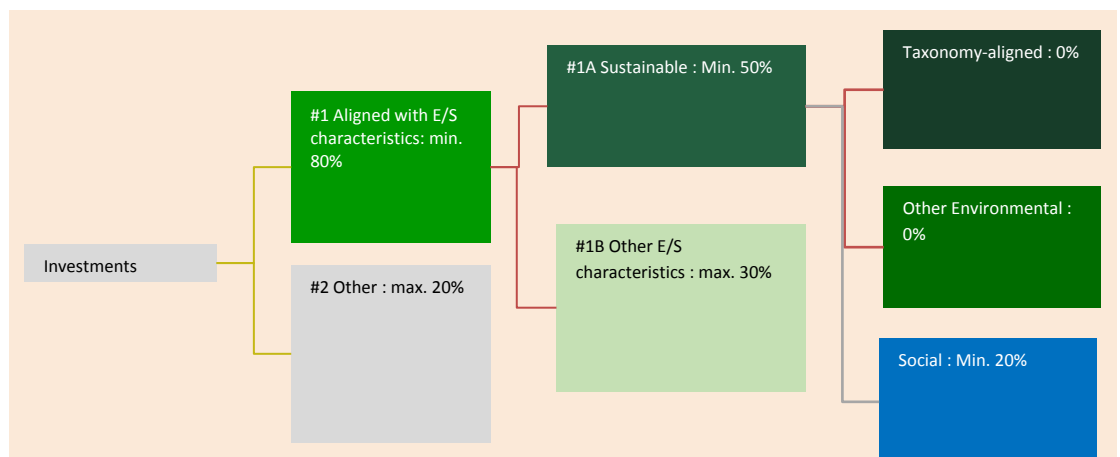 Investments
#1 Aligned with E/S
characteristics: min.
80%
#2 Other : max. 20%
#1A Sustainable : Min. 50%
#1B Other E/S
characteristics : max. 30%
Taxonomy-aligned : 0%
Other Environmental :
0%
Social : Min. 20%